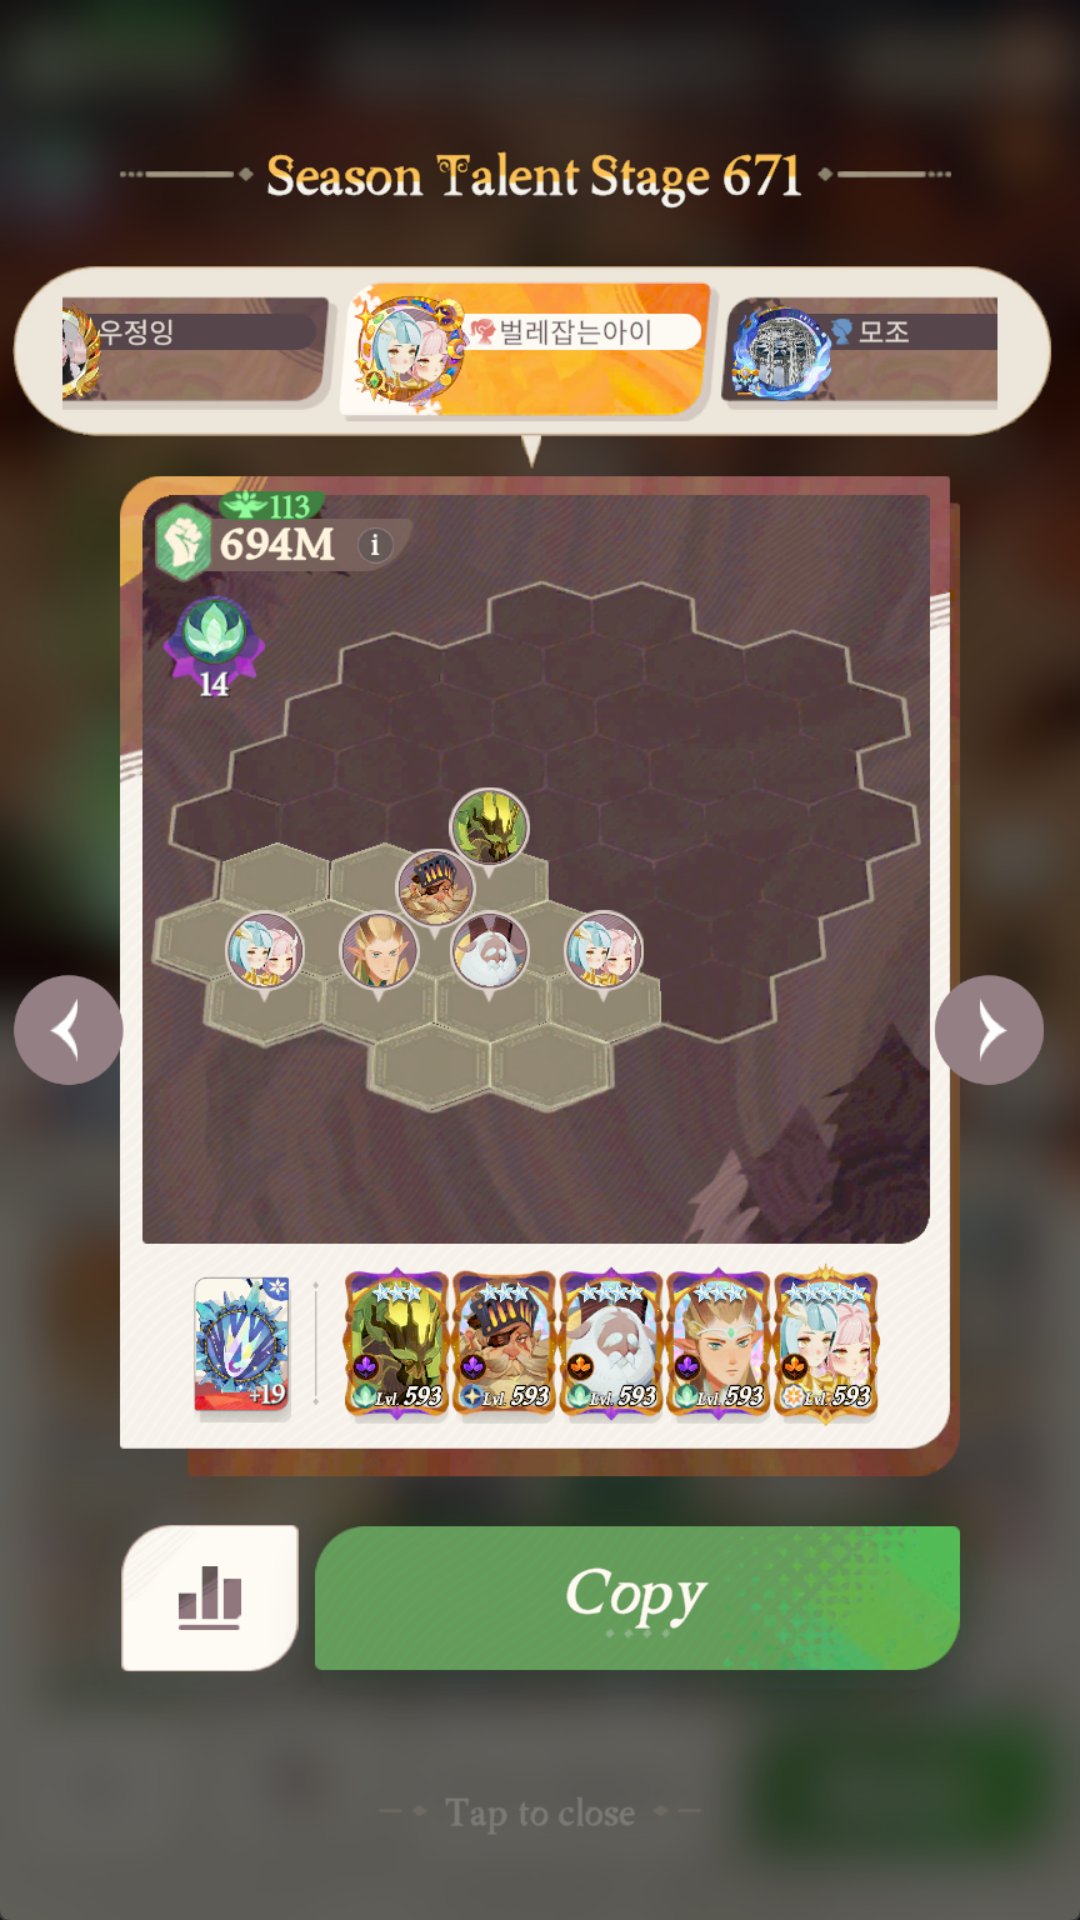 Season Talent Stage 671
우정잉
벌레잡는아이
모조
113
694M i
14
+19
Lvl. 593
Lvl. 593
Lvl. 593
Lvl. 593
Lvl. 593
Copy
Tap to close